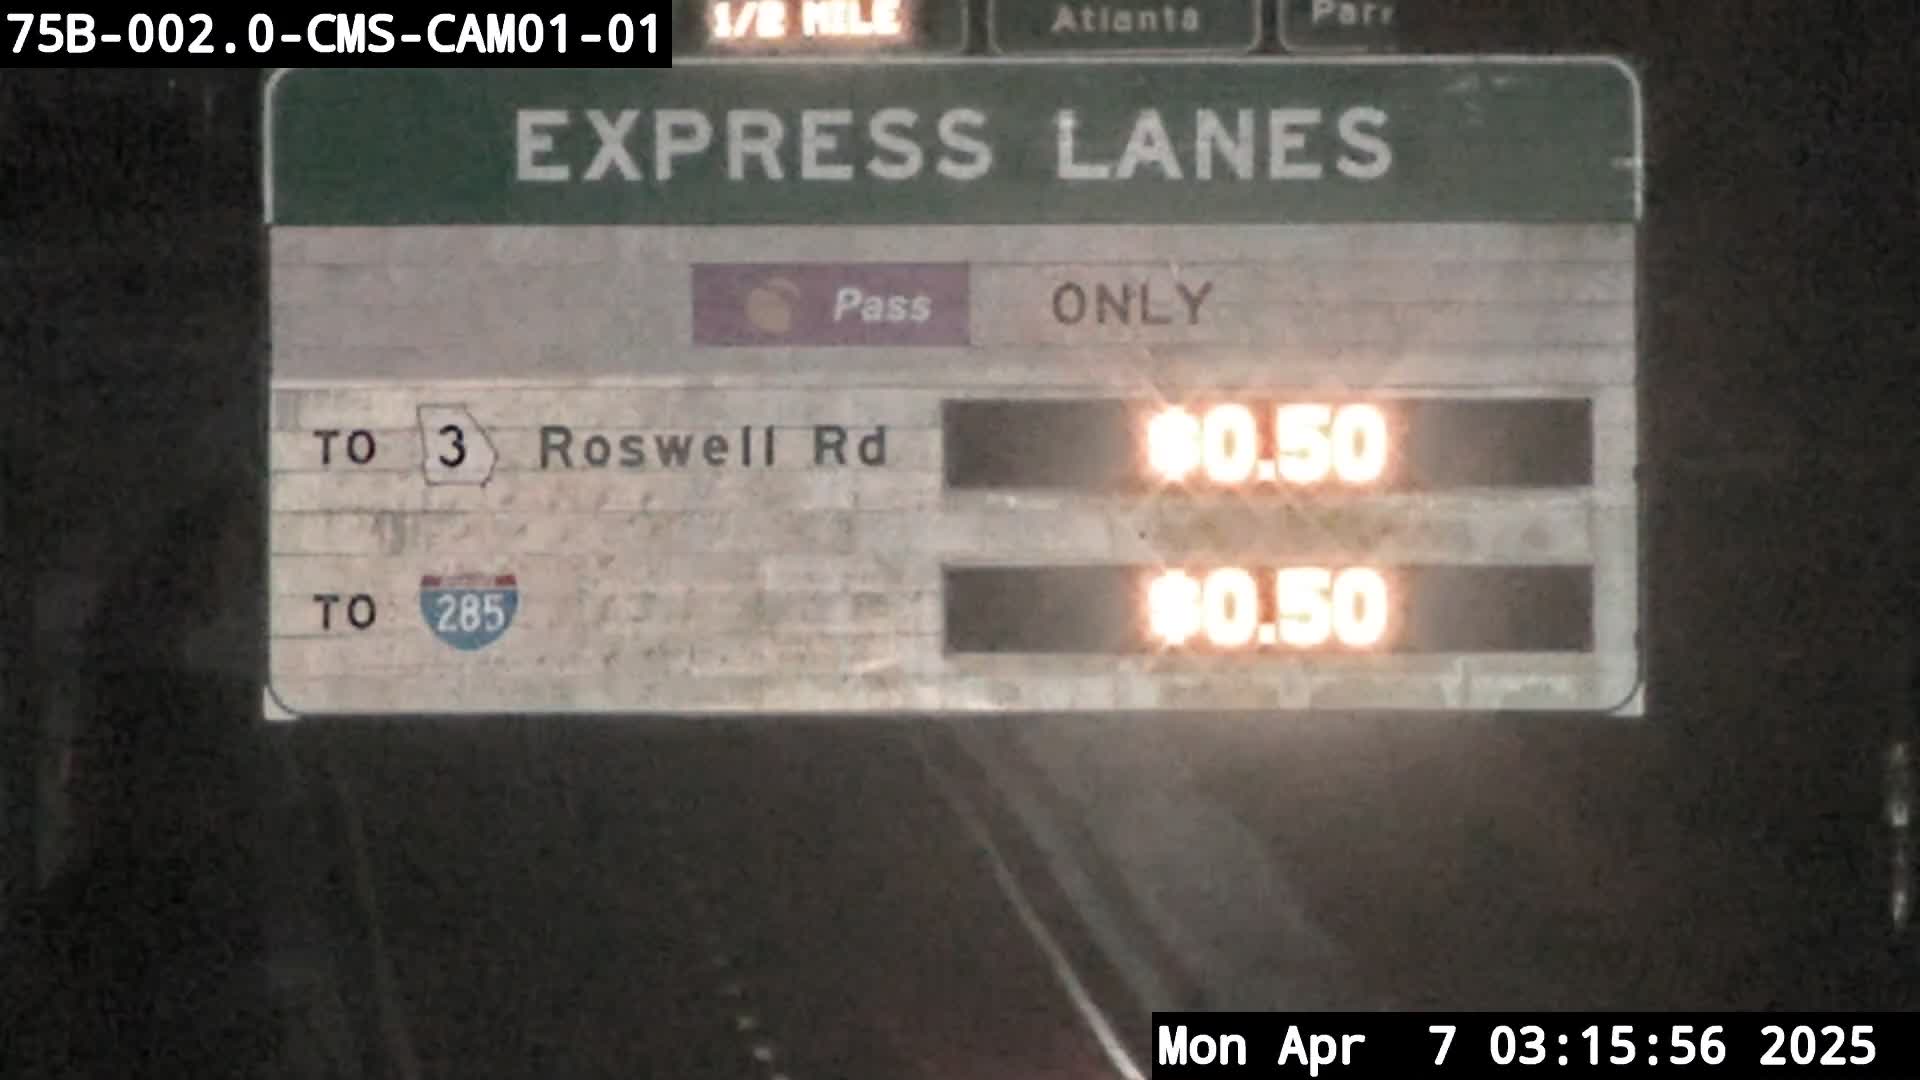 75B-002.0-CMS-CAM01-01
1/2 MILE
Atlanta
EXPRESS LANES
Pass ONLY
TO 3 Roswell Rd $0.50
TO 285 $0.50
Mon Apr 7 03:15:56 2025